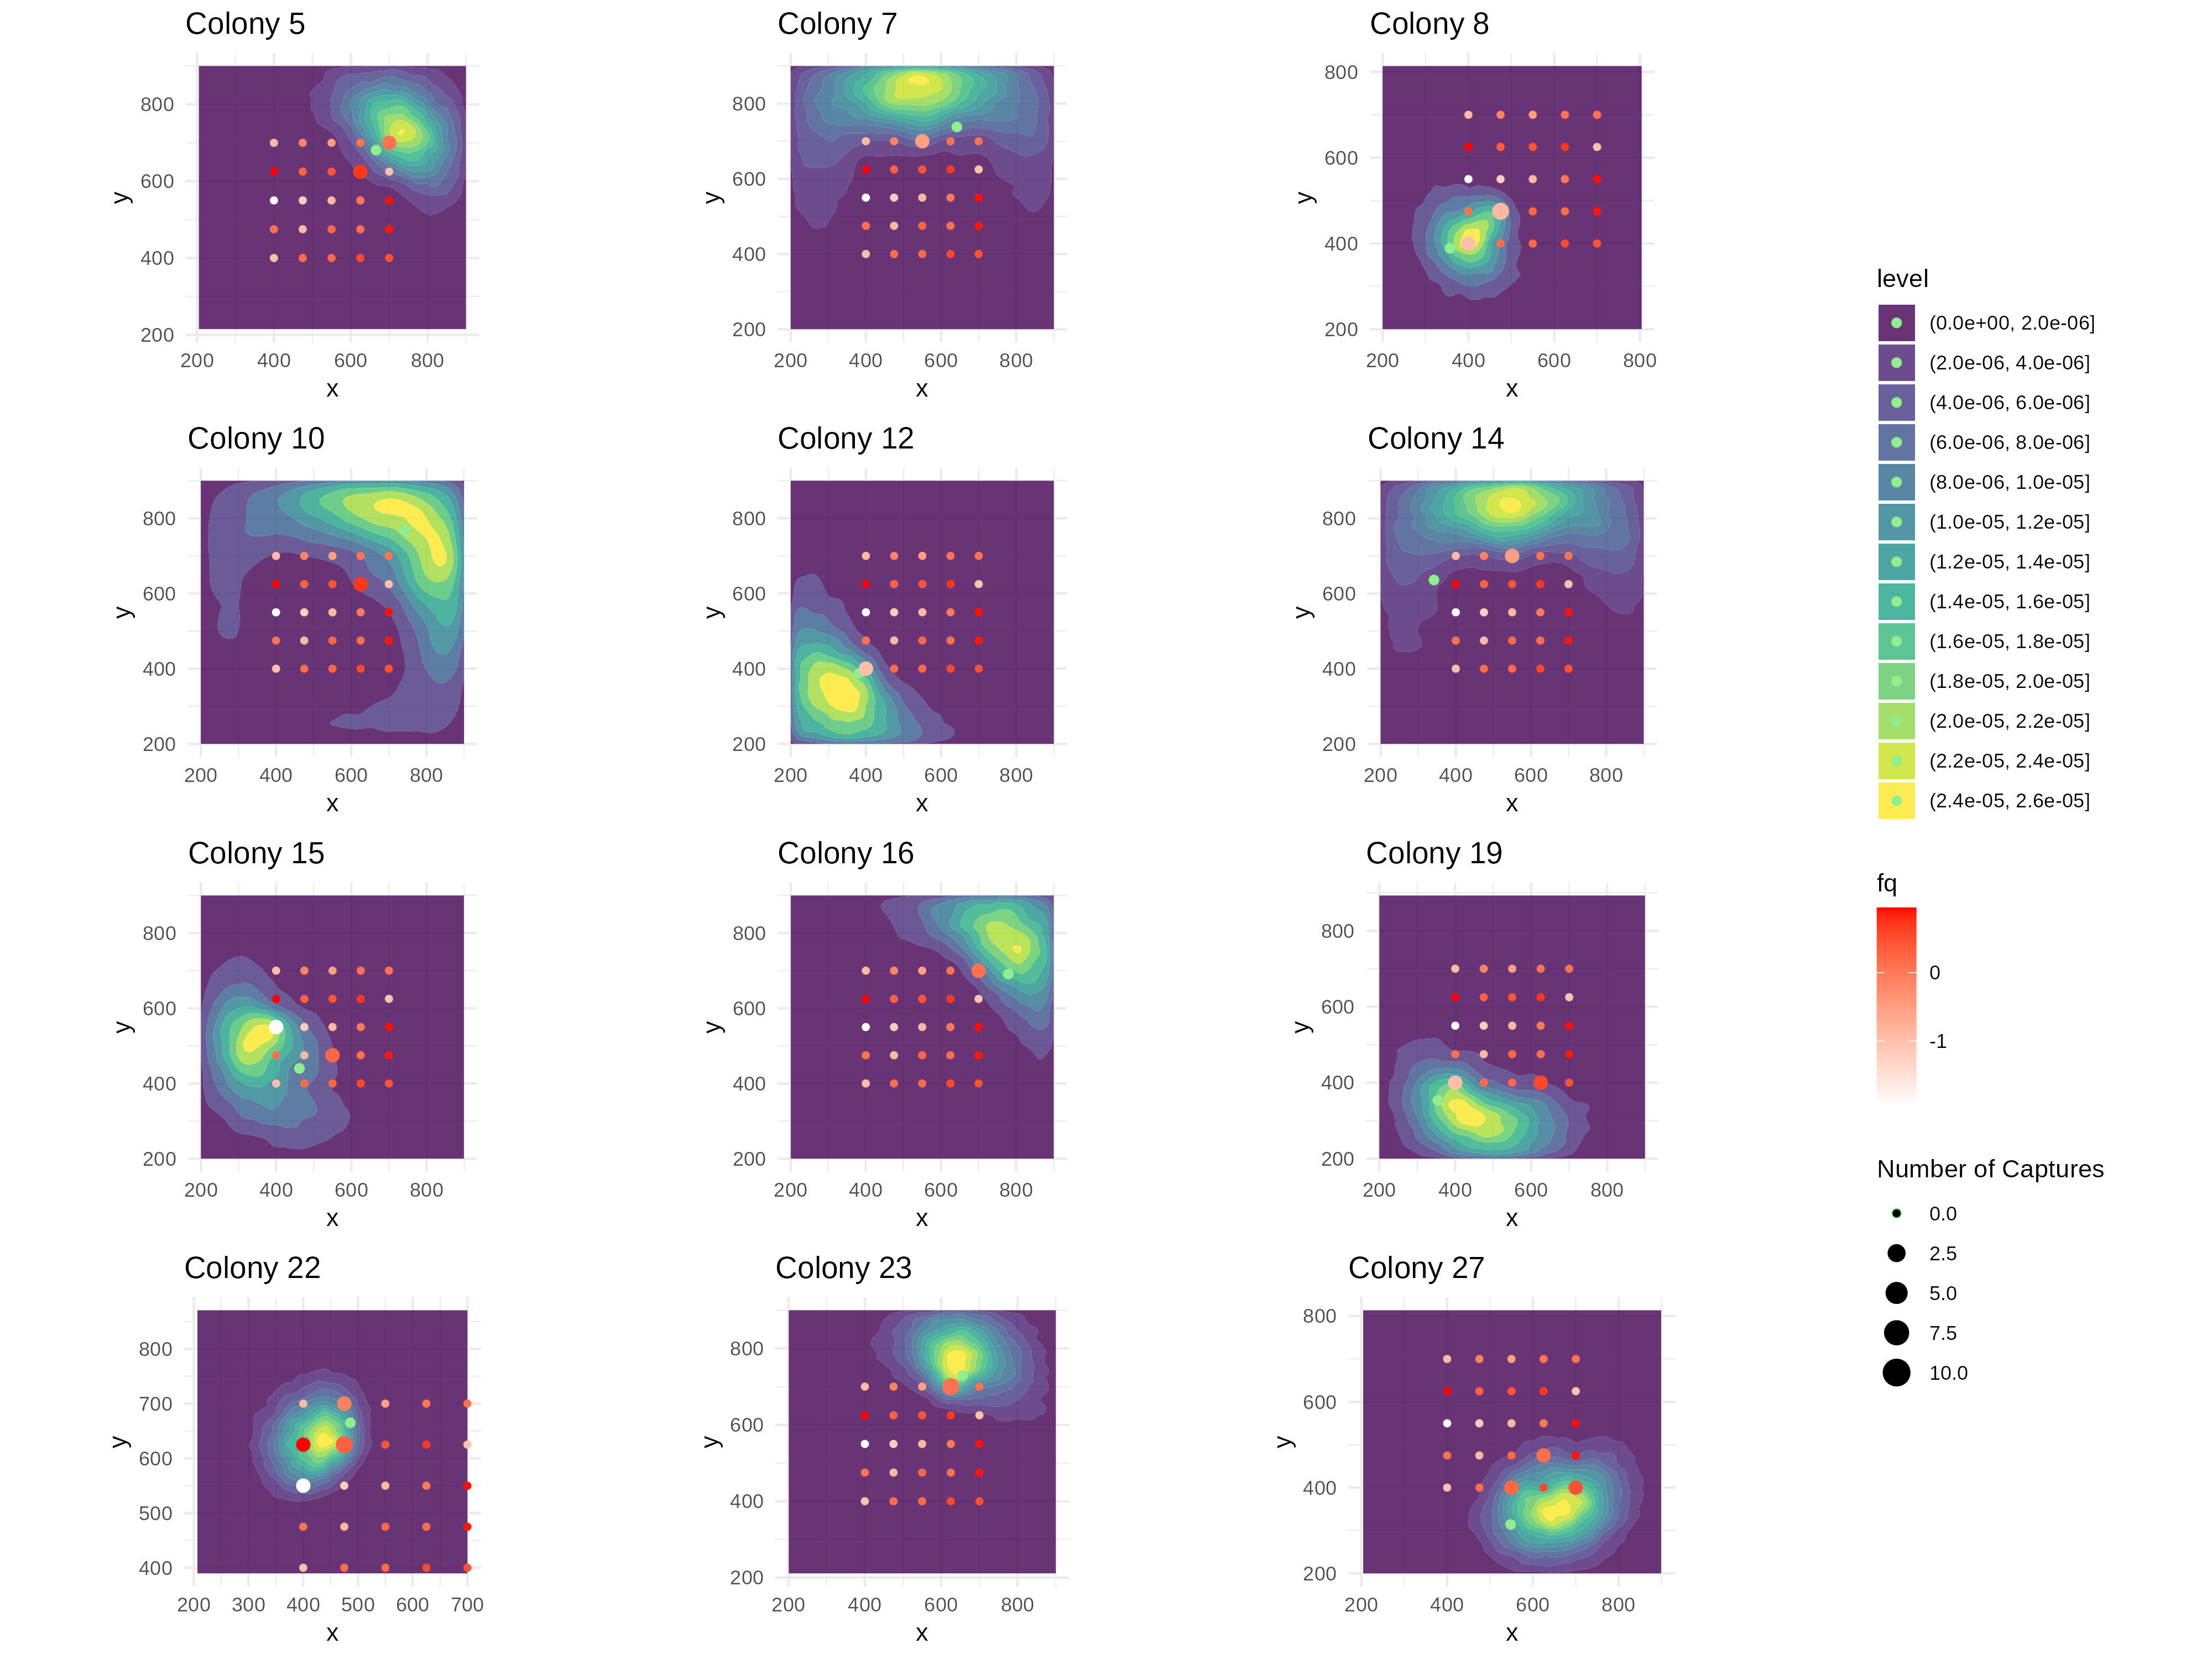 Colony 5
Colony 7
Colony 8
800
600
400
200
y
200 400 600 800
x
800
600
400
200
y
200 400 600 800
x
800
600
400
200
y
200 400 600 800
x
Colony 10
Colony 12
Colony 14
800
600
400
200
y
200 400 600 800
x
800
600
400
200
y
200 400 600 800
x
800
600
400
200
y
200 400 600 800
x
Colony 15
Colony 16
Colony 19
800
600
400
200
y
200 400 600 800
x
800
600
400
200
y
200 400 600 800
x
800
600
400
200
y
200 400 600 800
x
Colony 22
Colony 23
Colony 27
800
700
600
500
400
y
200 300 400 500 600 700
x
800
600
400
200
y
200 400 600 800
x
800
600
400
200
y
200 400 600 800
x
level
(0.0e+00, 2.0e-06]
(2.0e-06, 4.0e-06]
(4.0e-06, 6.0e-06]
(6.0e-06, 8.0e-06]
(8.0e-06, 1.0e-05]
(1.0e-05, 1.2e-05]
(1.2e-05, 1.4e-05]
(1.4e-05, 1.6e-05]
(1.6e-05, 1.8e-05]
(1.8e-05, 2.0e-05]
(2.0e-05, 2.2e-05]
(2.2e-05, 2.4e-05]
(2.4e-05, 2.6e-05]
fq
0
-1
Number of Captures
0.0
2.5
5.0
7.5
10.0